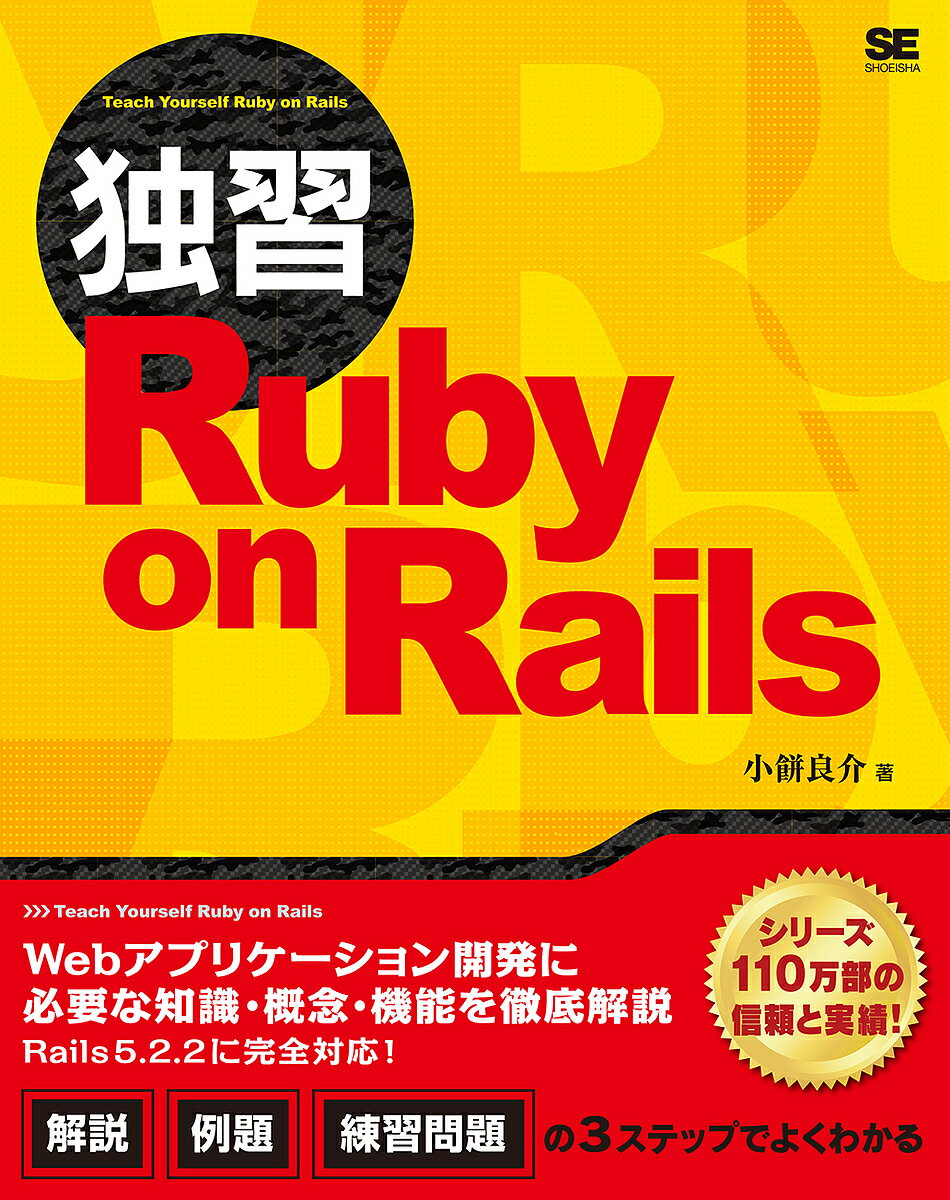 SE
SHOEISHA
Teach Yourself Ruby on Rails
独習
Ruby
on Rails
小餅良介 著
>>> Teach Yourself Ruby on Rails
Webアプリケーション開発に
必要な知識・概念・機能を徹底解説
Rails 5.2.2に完全対応！
シリーズ
110万部の
信頼と実績！
解説 例題 練習問題 の3ステップでよくわかる